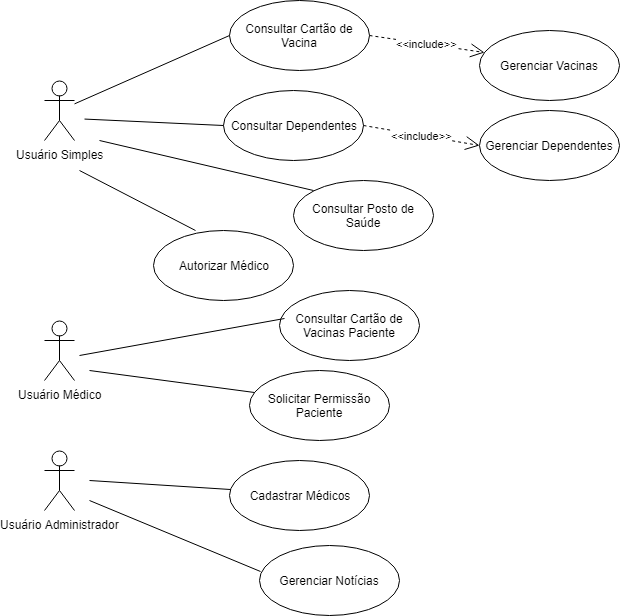 Consultar Cartão de
Vacina
<<include>>
Gerenciar Vacinas
Consultar Dependentes
<<include>>
Gerenciar Dependentes
Usuário Simples
Consultar Posto de
Saúde
Autorizar Médico
Consultar Cartão de
Vacinas Paciente
Usuário Médico
Solicitar Permissão
Paciente
Cadastrar Médicos
Usuário Administrador
Gerenciar Notícias